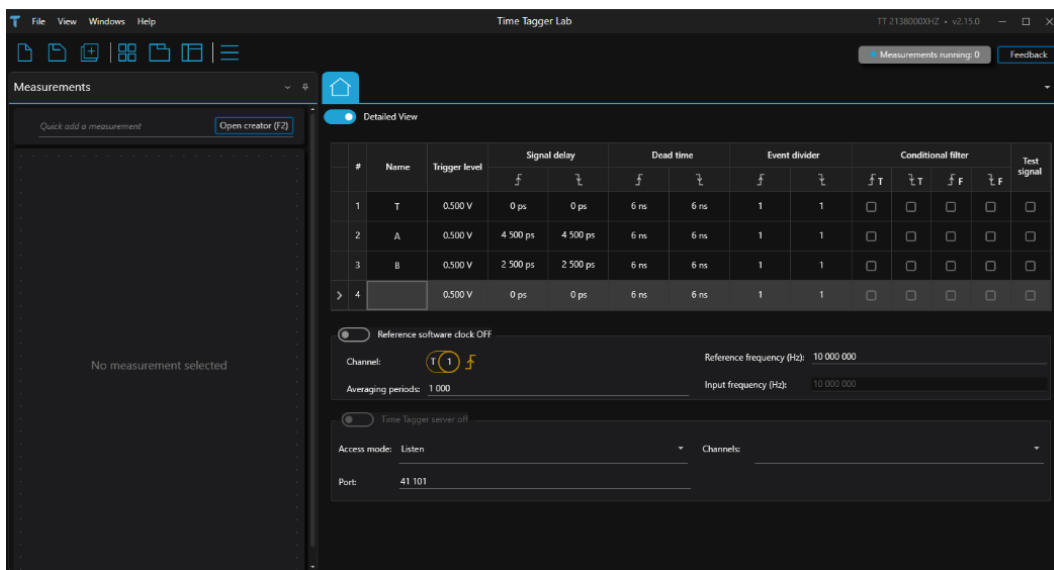 File View Windows Help Time Tagger Lab TT 2138000XHZ • v2.15.0
Measurements running: 0 Feedback
Measurements
Quick add a measurement Open creator (F2)
Detailed View
# Name Trigger level Signal delay Dead time Event divider Conditional filter Test signal
T T F F
1 T 0.500 V 0 ps 0 ps 6 ns 6 ns 1 1
2 A 0.500 V 4 500 ps 4 500 ps 6 ns 6 ns 1 1
3 B 0.500 V 2 500 ps 2 500 ps 6 ns 6 ns 1 1
4 0.500 V 0 ps 0 ps 6 ns 6 ns 1 1
No measurement selected
Reference software clock OFF
Channel: T 1 Reference frequency (Hz): 10 000 000
Averaging periods: 1 000 Input frequency (Hz): 10 000 000
Time Tagger server off
Access mode: Listen Channels:
Port: 41 101